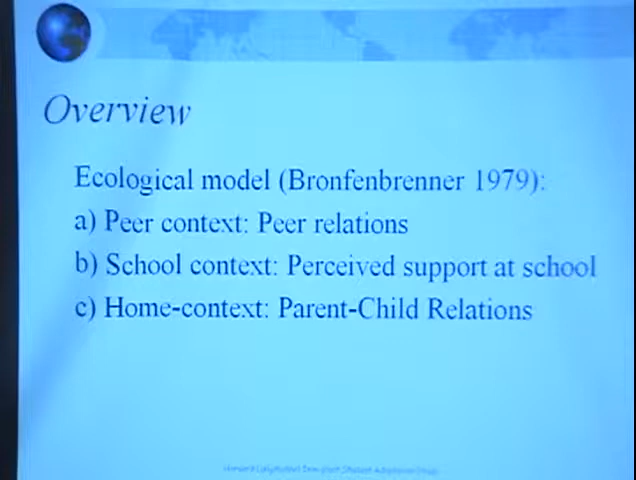 Overview
Ecological model (Bronfenbrenner 1979):
a) Peer context: Peer relations
b) School context: Perceived support at school
c) Home-context: Parent-Child Relations